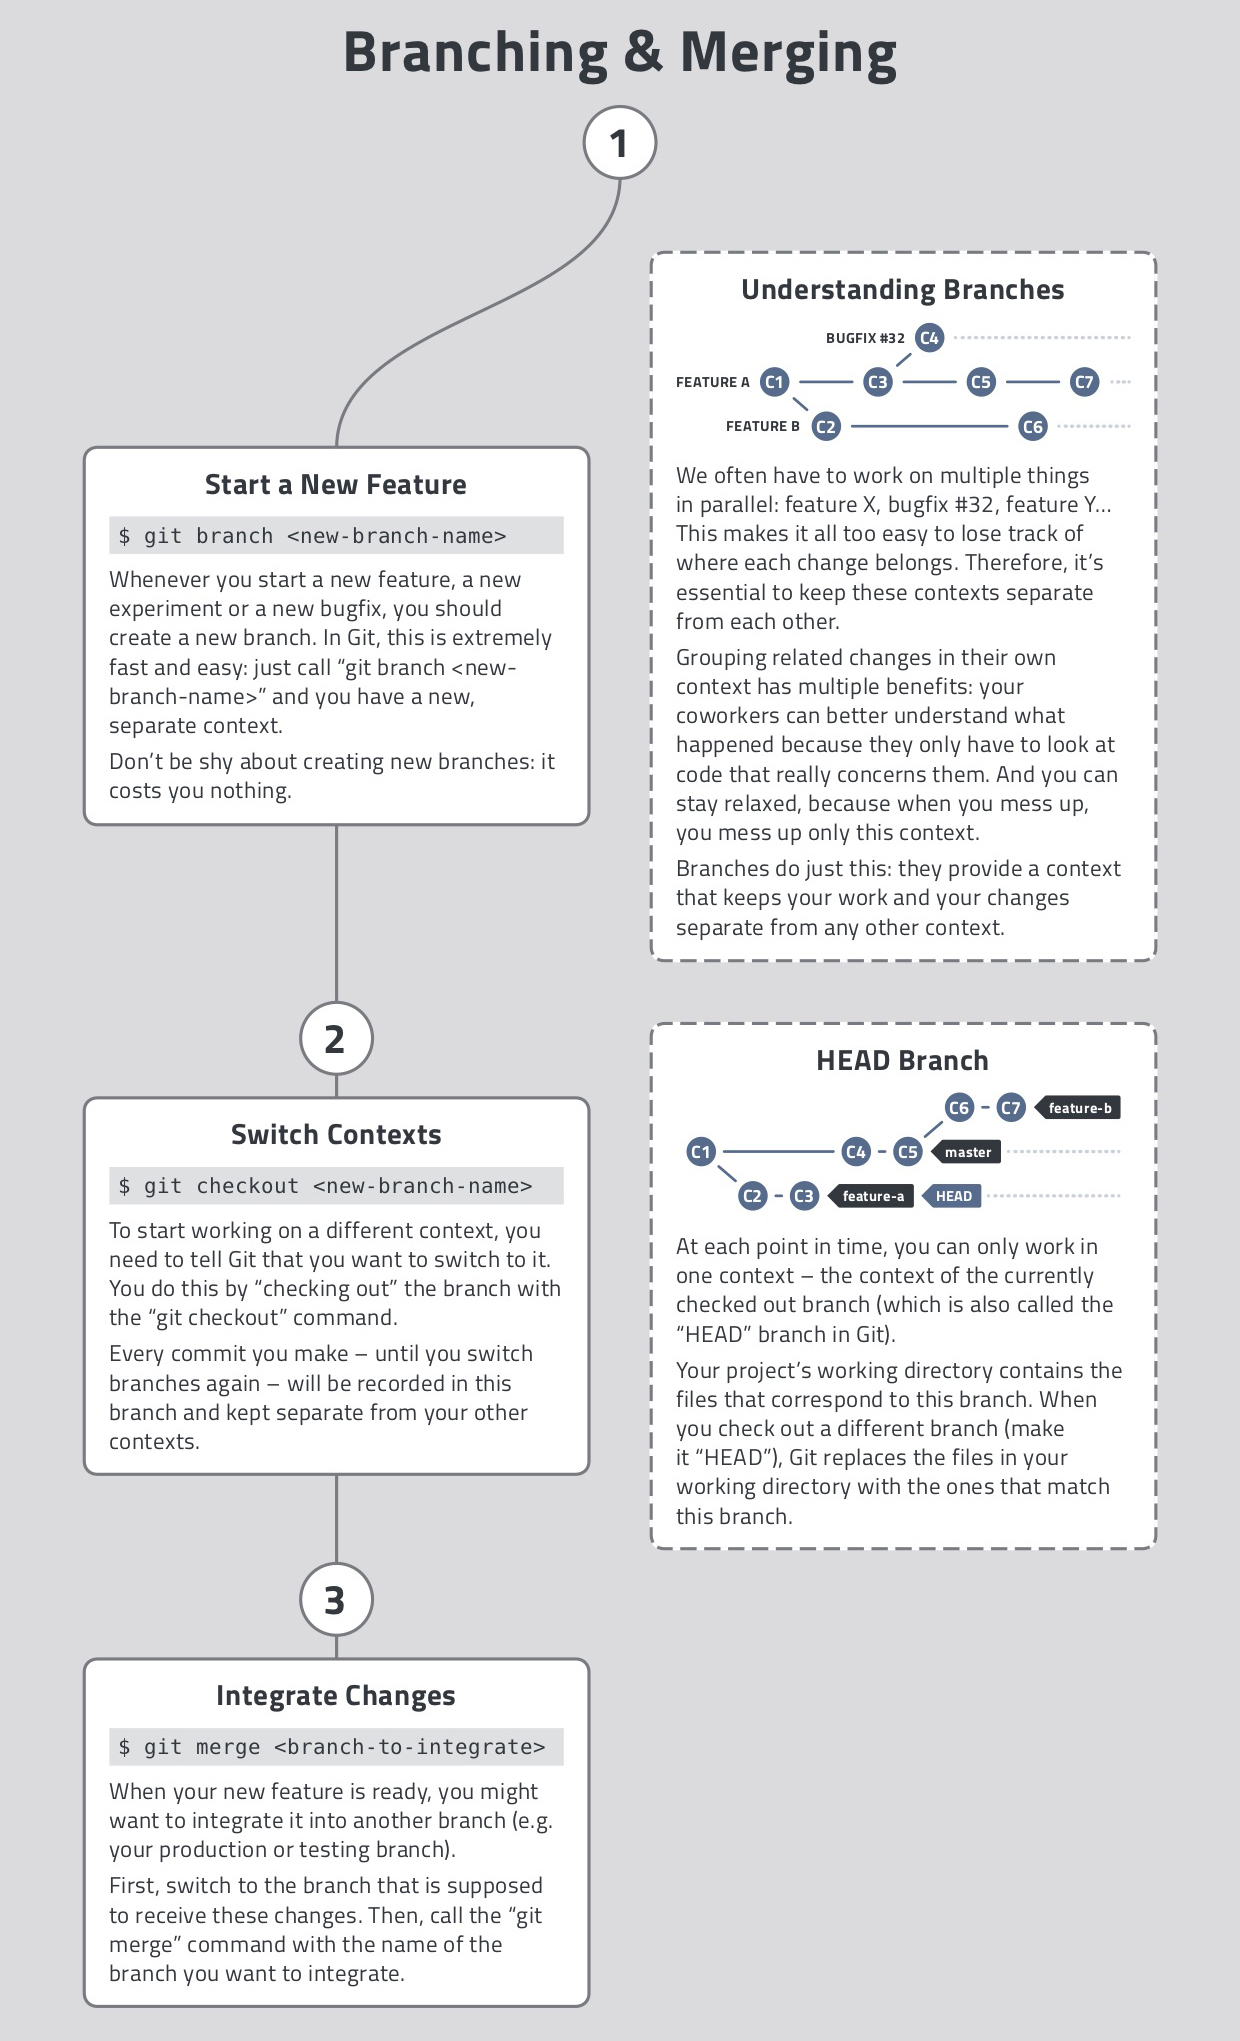 Branching & Merging
1
Start a New Feature
$ git branch <new-branch-name>
Whenever you start a new feature, a new
experiment or a new bugfix, you should
create a new branch. In Git, this is extremely
fast and easy: just call “git branch <new-
branch-name>” and you have a new,
separate context.
Don’t be shy about creating new branches: it
costs you nothing.
Understanding Branches
BUGFIX #32 C4
FEATURE A C1 C3 C5 C7
FEATURE B C2 C6
We often have to work on multiple things
in parallel: feature X, bugfix #32, feature Y…
This makes it all too easy to lose track of
where each change belongs. Therefore, it’s
essential to keep these contexts separate
from each other.
Grouping related changes in their own
context has multiple benefits: your
coworkers can better understand what
happened because they only have to look at
code that really concerns them. And you can
stay relaxed, because when you mess up,
you mess up only this context.
Branches do just this: they provide a context
that keeps your work and your changes
separate from any other context.
2
Switch Contexts
$ git checkout <new-branch-name>
To start working on a different context, you
need to tell Git that you want to switch to it.
You do this by “checking out” the branch with
the “git checkout” command.
Every commit you make – until you switch
branches again – will be recorded in this
branch and kept separate from your other
contexts.
HEAD Branch
C6 C7 feature-b
C1 C4 C5 master
C2 C3 feature-a HEAD
At each point in time, you can only work in
one context – the context of the currently
checked out branch (which is also called the
“HEAD” branch in Git).
Your project’s working directory contains the
files that correspond to this branch. When
you check out a different branch (make
it “HEAD”), Git replaces the files in your
working directory with the ones that match
this branch.
3
Integrate Changes
$ git merge <branch-to-integrate>
When your new feature is ready, you might
want to integrate it into another branch (e.g.
your production or testing branch).
First, switch to the branch that is supposed
to receive these changes. Then, call the “git
merge” command with the name of the
branch you want to integrate.